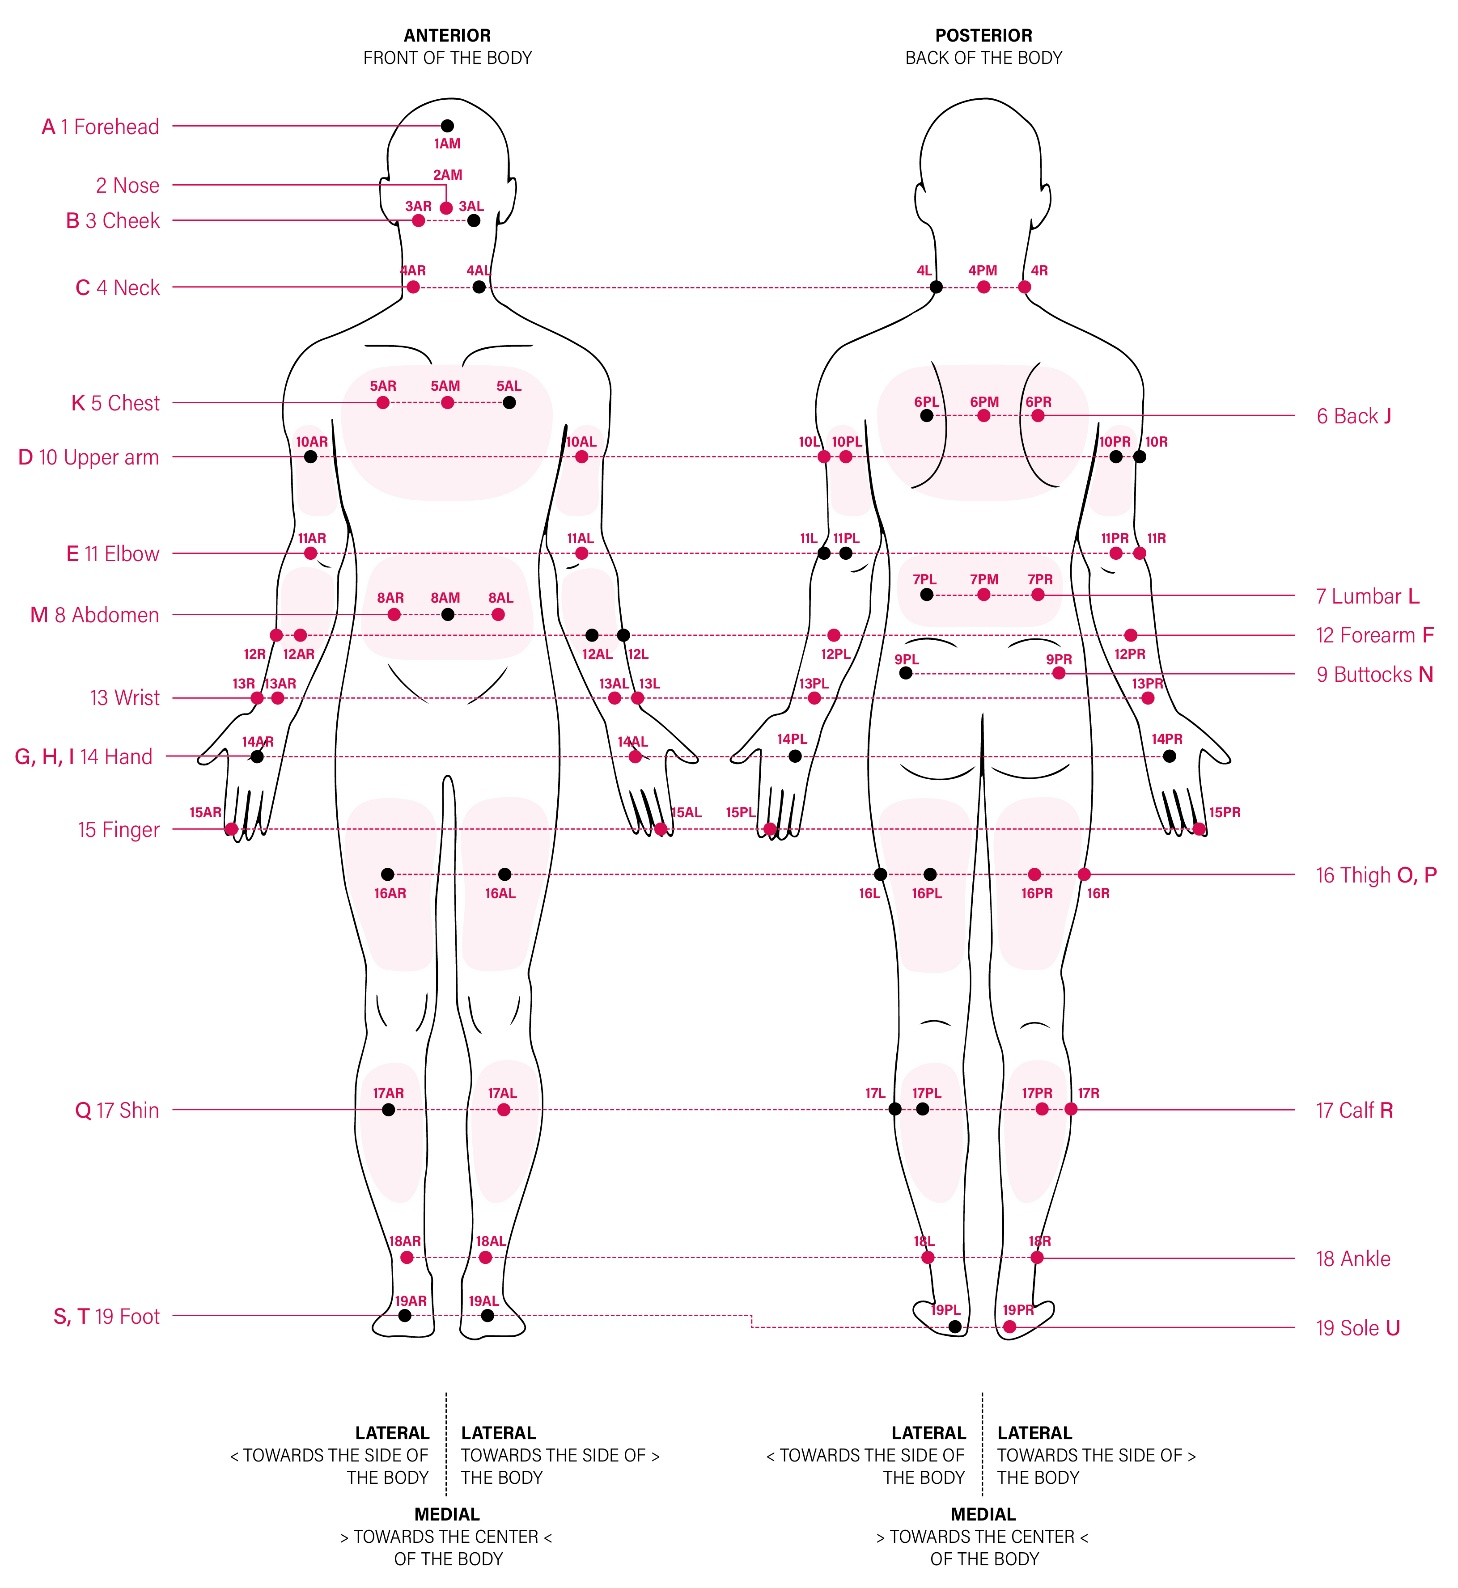 ANTERIOR
FRONT OF THE BODY
POSTERIOR
BACK OF THE BODY
A 1 Forehead
1AM
2 Nose
2AM
B 3 Cheek
3AR
3AL
C 4 Neck
4AR
4AL
4L
4PM
4R
K 5 Chest
5AR
5AM
5AL
6PL
6PM
6PR
6 Back J
D 10 Upper arm
10AR
10AL
10L
10PL
10PR
10R
E 11 Elbow
11AR
11AL
11L
11PL
11PR
11R
7PL
7PM
7PR
7 Lumbar L
M 8 Abdomen
8AR
8AM
8AL
12R
12AR
12AL
12L
12PL
12PR
12 Forearm F
9PL
9PR
9 Buttocks N
13 Wrist
13R
13AR
13AL
13L
13PL
13PR
G, H, I 14 Hand
14AR
14AL
14PL
14PR
15 Finger
15AR
15AL
15PL
15PR
16AR
16AL
16L
16PL
16PR
16R
16 Thigh O, P
Q 17 Shin
17AR
17AL
17L
17PL
17PR
17R
17 Calf R
18AR
18AL
18L
18R
18 Ankle
S, T 19 Foot
19AR
19AL
19PL
19PR
19 Sole U
LATERAL
< TOWARDS THE SIDE OF
THE BODY
LATERAL
TOWARDS THE SIDE OF >
THE BODY
MEDIAL
> TOWARDS THE CENTER <
OF THE BODY
LATERAL
< TOWARDS THE SIDE OF
THE BODY
LATERAL
TOWARDS THE SIDE OF >
THE BODY
MEDIAL
> TOWARDS THE CENTER <
OF THE BODY